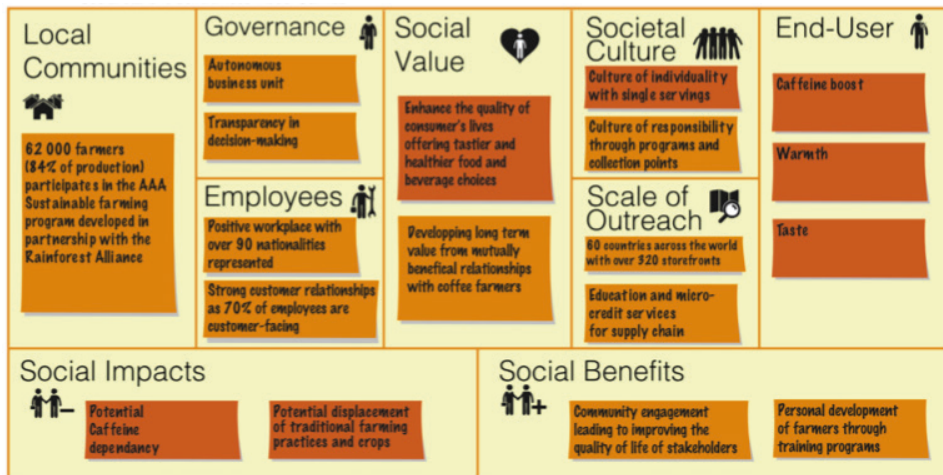 Local
Communities
62 000 farmers
(84% of production)
participates in the AAA
Sustainable farming
program developed in
partnership with the
Rainforest Alliance
Governance
Autonomous
business unit
Transparency in
decision-making
Employees
Positive workplace with
over 90 nationalities
represented
Strong customer relationships
as 70% of employees are
customer-facing
Social
Value
Enhance the quality of
consumer's lives
offering tastier and
healthier food and
beverage choices
Developping long term
value from mutually
benefical relationships
with coffee farmers
Societal
Culture
Culture of individuality
with single servings
Culture of responsibility
through programs and
collection points
Scale of
Outreach
60 countries across the world
with over 320 storefronts
Education and micro-
credit services
for supply chain
End-User
Caffeine boost
Warmth
Taste
Social Impacts
Potential
Caffeine
dependancy
Potential displacement
of traditional farming
practices and crops
Social Benefits
Community engagement
leading to improving the
quality of life of stakeholders
Personal development
of farmers through
training programs